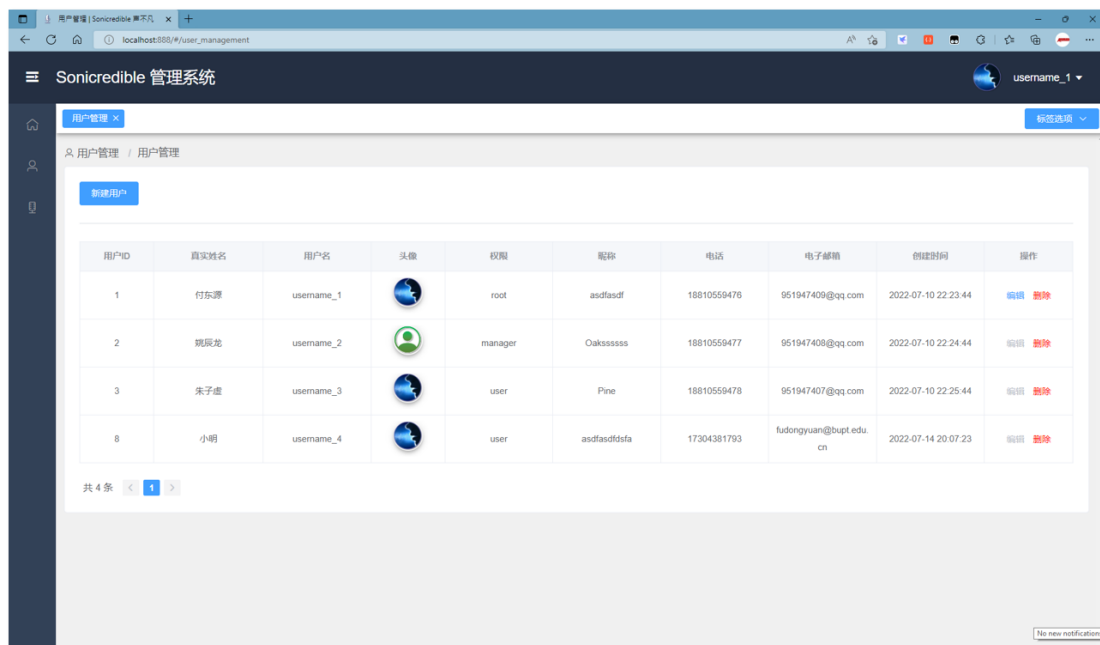 用户管理 | Sonicredible 声不凡
localhost:888/#/user_management
Sonicredible 管理系统
username_1
用户管理
标签选项
用户管理 / 用户管理
新建用户
用户ID 真实姓名 用户名 头像 权限 昵称 电话 电子邮箱 创建时间 操作
1 付东源 username_1 root asdfasdf 18810559476 951947409@qq.com 2022-07-10 22:23:44 编辑 删除
2 姚辰龙 username_2 manager Oakssssss 18810559477 951947408@qq.com 2022-07-10 22:24:44 编辑 删除
3 朱子虚 username_3 user Pine 18810559478 951947407@qq.com 2022-07-10 22:25:44 编辑 删除
8 小明 username_4 user asdfasdfdsfa 17304381793 fudongyuan@bupt.edu.
cn 2022-07-14 20:07:23 编辑 删除
共 4 条 1
No new notification